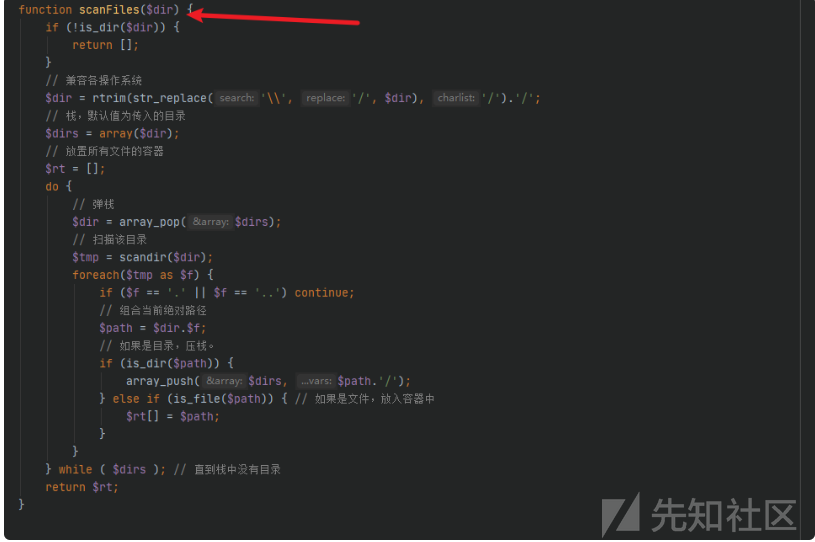 function scanFiles($dir) {
if (!is_dir($dir)) {
return [];
}
// 兼容各操作系统
$dir = rtrim(str_replace( search: '\\', replace: '/', $dir), charlist: '/').'/';
// 栈，默认值为传入的目录
$dirs = array($dir);
// 放置所有文件的容器
$rt = [];
do {
// 弹栈
$dir = array_pop( &array: $dirs);
// 扫描该目录
$tmp = scandir($dir);
foreach($tmp as $f) {
if ($f == '.' || $f == '..') continue;
// 组合当前绝对路径
$path = $dir.$f;
// 如果是目录，压栈。
if (is_dir($path)) {
array_push( &array: $dirs, ...vars: $path.'/');
} else if (is_file($path)) { // 如果是文件，放入容器中
$rt[] = $path;
}
}
} while ( $dirs ); // 直到栈中没有目录
return $rt;
}
先知社区